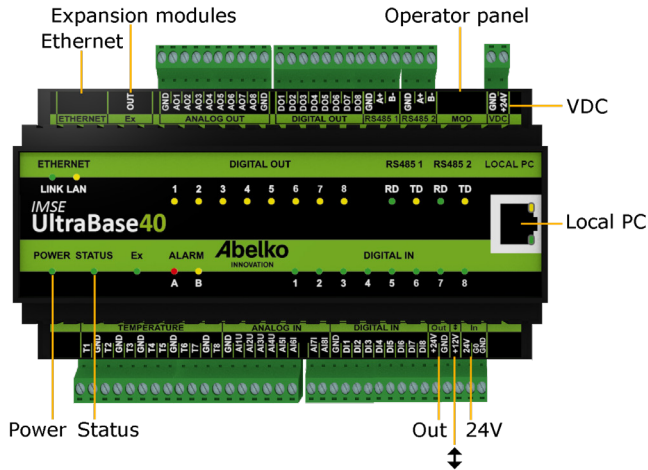 Expansion modules
Operator panel
Ethernet
OUT
GND AO1 AO2 AO3 AO4 AO5 AO6 AO7 AO8 GND
DO1 DO2 DO3 DO4 DO5 DO6 DO7 DO8
GND A+ B-
GND A+ B-
GND +24V
VDC
ETHERNET Ex ANALOG OUT DIGITAL OUT RS485 1 RS485 2 MOD VDC
ETHERNET DIGITAL OUT RS485 1 RS485 2 LOCAL PC
LINK LAN 1 2 3 4 5 6 7 8 RD TD RD TD
IMSE
UltraBase40
Local PC
POWER STATUS Ex ALARM Abelko DIGITAL IN
INNOVATION
A B 1 2 3 4 5 6 7 8
TEMPERATURE ANALOG IN DIGITAL IN Out ↕ In
T1 GND T2 GND T3 GND T4 GND T5 GND T6 T7 GND T8
GND AI1U AI2U AI3U AI4U AI5I AI6I
AI7I AI8I GND DI1 DI2 DI3 DI4 DI5 DI6 DI7 DI8
+24V GND +12V 24V G0 GND
Power Status Out 24V
↕